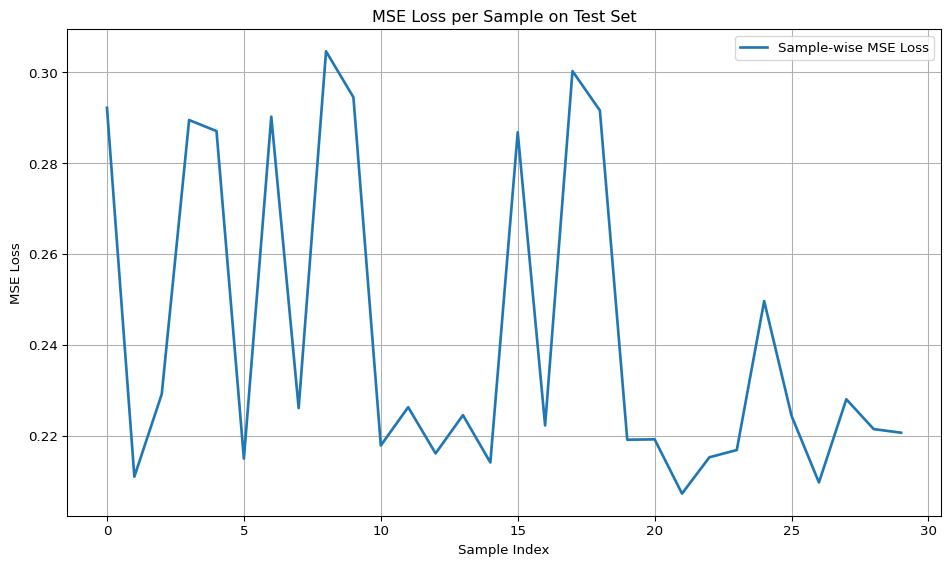 MSE Loss per Sample on Test Set
Sample-wise MSE Loss
0.30
0.28
0.26
0.24
0.22
MSE Loss
0 5 10 15 20 25 30
Sample Index